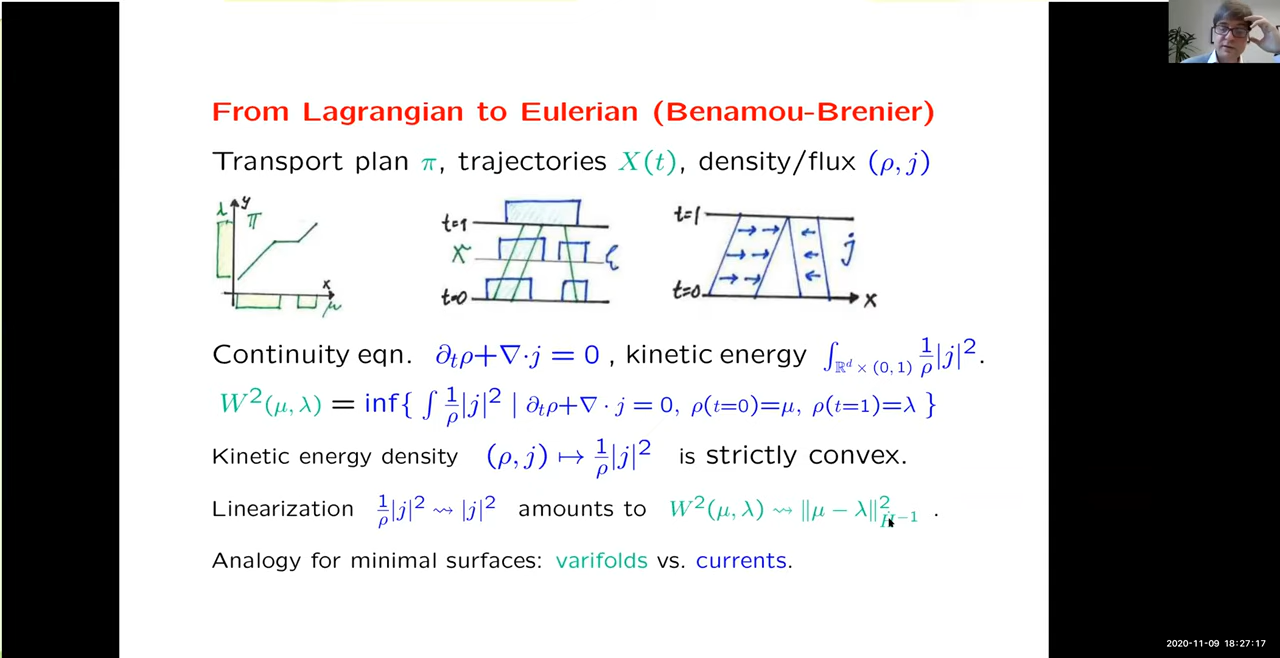 From Lagrangian to Eulerian (Benamou-Brenier)
Transport plan π, trajectories X(t), density/flux (ρ, j)
λ y π x μ
t=1 X t=0
t=1 j t=0 x
Continuity eqn. ∂ₜρ+∇·j = 0 , kinetic energy ∫_{ℝᵈ×(0,1)} 1/ρ|j|².
W²(μ, λ) = inf{ ∫ 1/ρ|j|² | ∂ₜρ+∇ · j = 0, ρ(t=0)=μ, ρ(t=1)=λ }
Kinetic energy density (ρ, j) ↦ 1/ρ|j|² is strictly convex.
Linearization 1/ρ|j|² ⇝ |j|² amounts to W²(μ, λ) ⇝ ‖μ − λ‖²_{Ḣ⁻¹} .
Analogy for minimal surfaces: varifolds vs. currents.
2020-11-09 18:27:17